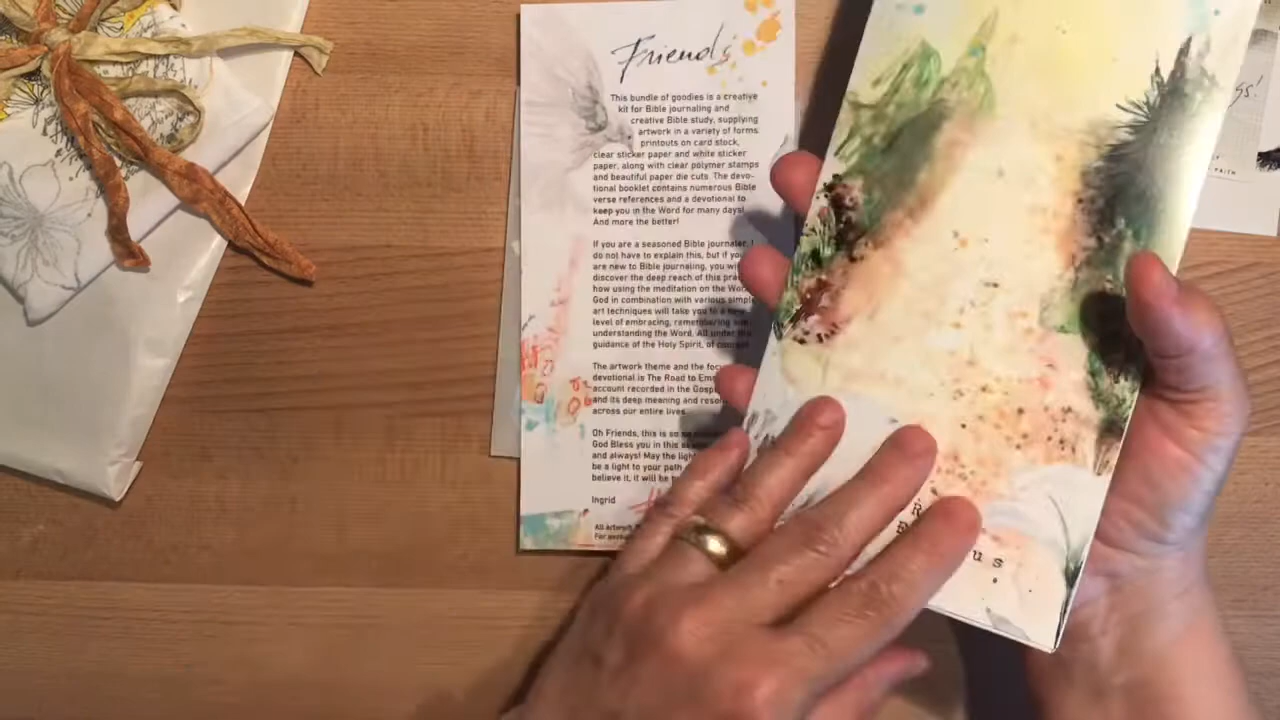 Friends
This bundle of goodies is a creative
kit for Bible journaling and
creative Bible study, supplying
artwork in a variety of forms
printouts on card stock,
clear sticker paper and white sticker
paper, along with clear polymer stamps
and beautiful paper die cuts. The devo-
tional booklet contains numerous Bible
verse references and a devotional to
keep you in the Word for many days!
And more the better!
If you are a seasoned Bible journaler, I
do not have to explain this, but if you
are new to Bible journaling, you will
discover the deep reach of this
how using the meditation on the
God in combination with various simple
art techniques will take you to a new
level of embracing, remembering and
understanding the Word. All under the
guidance of the Holy Spirit, of course!
The artwork theme and the
devotional is The Road to
account recorded in the
and its deep meaning and
across our entire lives.
Oh Friends, this is so
God Bless you in this
and always! May the light
be a light to your path
believe it, it will be
Ingrid
All artwork
For
us
ss!
FAITH